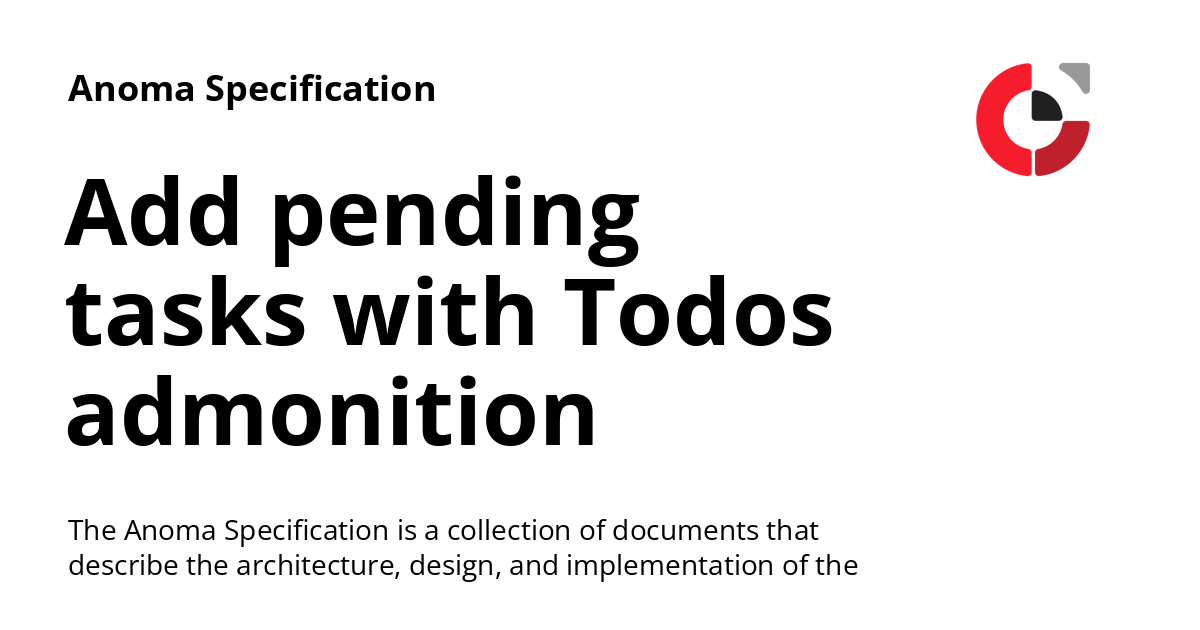 Anoma Specification
Add pending
tasks with Todos
admonition
The Anoma Specification is a collection of documents that
describe the architecture, design, and implementation of the